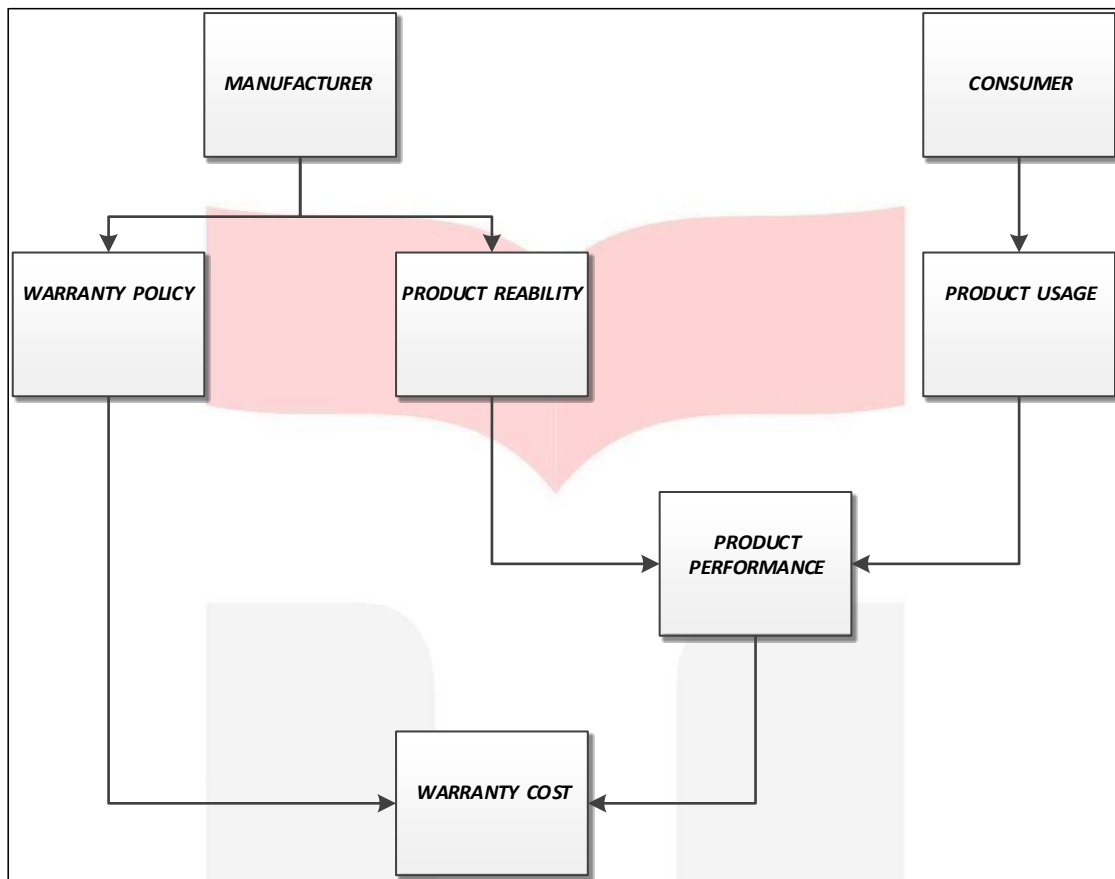 MANUFACTURER
CONSUMER
WARRANTY POLICY
PRODUCT REABILITY
PRODUCT USAGE
PRODUCT
PERFORMANCE
WARRANTY COST